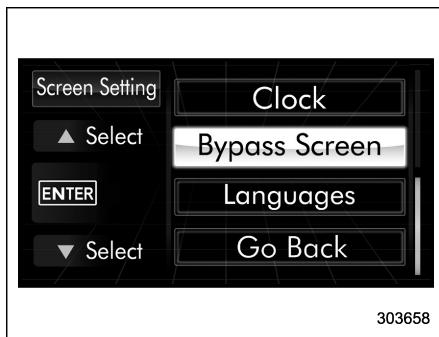 Screen Setting
▲ Select
ENTER
▼ Select
Clock
Bypass Screen
Languages
Go Back
303658